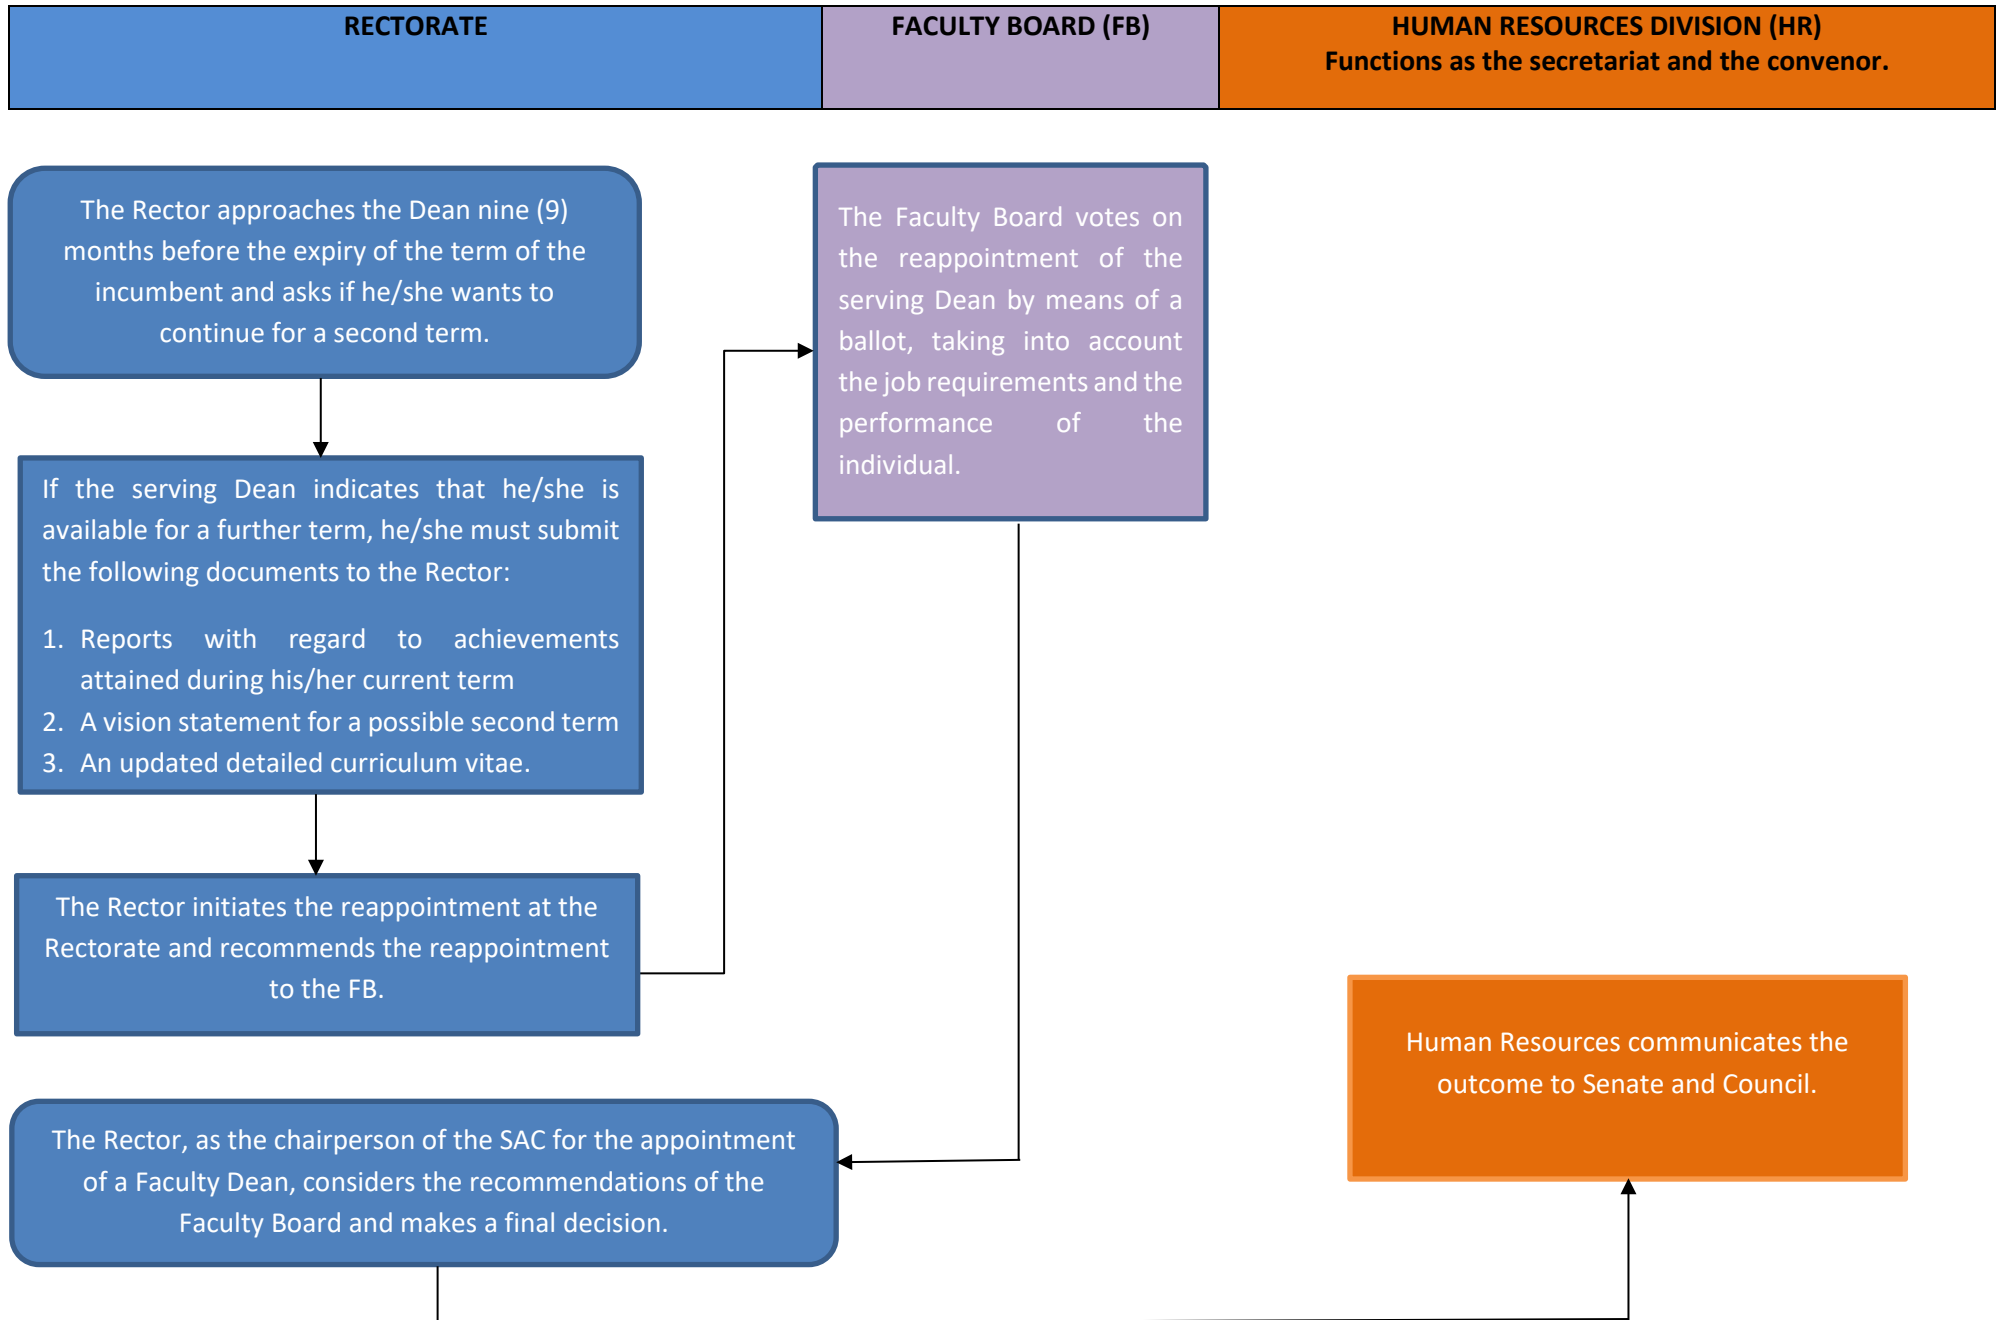 RECTORATE
FACULTY BOARD (FB)
HUMAN RESOURCES DIVISION (HR)
Functions as the secretariat and the convenor.
The Rector approaches the Dean nine (9)
months before the expiry of the term of the
incumbent and asks if he/she wants to
continue for a second term.
If the serving Dean indicates that he/she is
available for a further term, he/she must submit
the following documents to the Rector:
1. Reports with regard to achievements
attained during his/her current term
2. A vision statement for a possible second term
3. An updated detailed curriculum vitae.
The Rector initiates the reappointment at the
Rectorate and recommends the reappointment
to the FB.
The Faculty Board votes on
the reappointment of the
serving Dean by means of a
ballot, taking into account
the job requirements and the
performance of the
individual.
The Rector, as the chairperson of the SAC for the appointment
of a Faculty Dean, considers the recommendations of the
Faculty Board and makes a final decision.
Human Resources communicates the
outcome to Senate and Council.